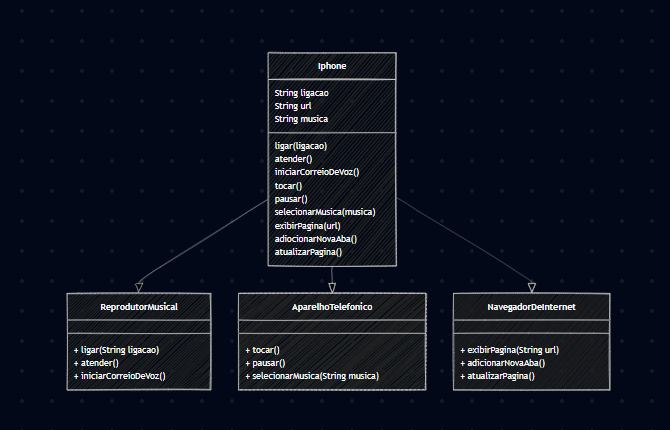 Iphone
String ligacao
String url
String musica
ligar(ligacao)
atender()
iniciarCorreioDeVoz()
tocar()
pausar()
selecionarMusica(musica)
exibirPagina(url)
adiocionarNovaAba()
atualizarPagina()
ReprodutorMusical
+ ligar(String ligacao)
+ atender()
+ iniciarCorreioDeVoz()
AparelhoTelefonico
+ tocar()
+ pausar()
+ selecionarMusica(String musica)
NavegadorDeInternet
+ exibirPagina(String url)
+ adicionarNovaAba()
+ atualizarPagina()